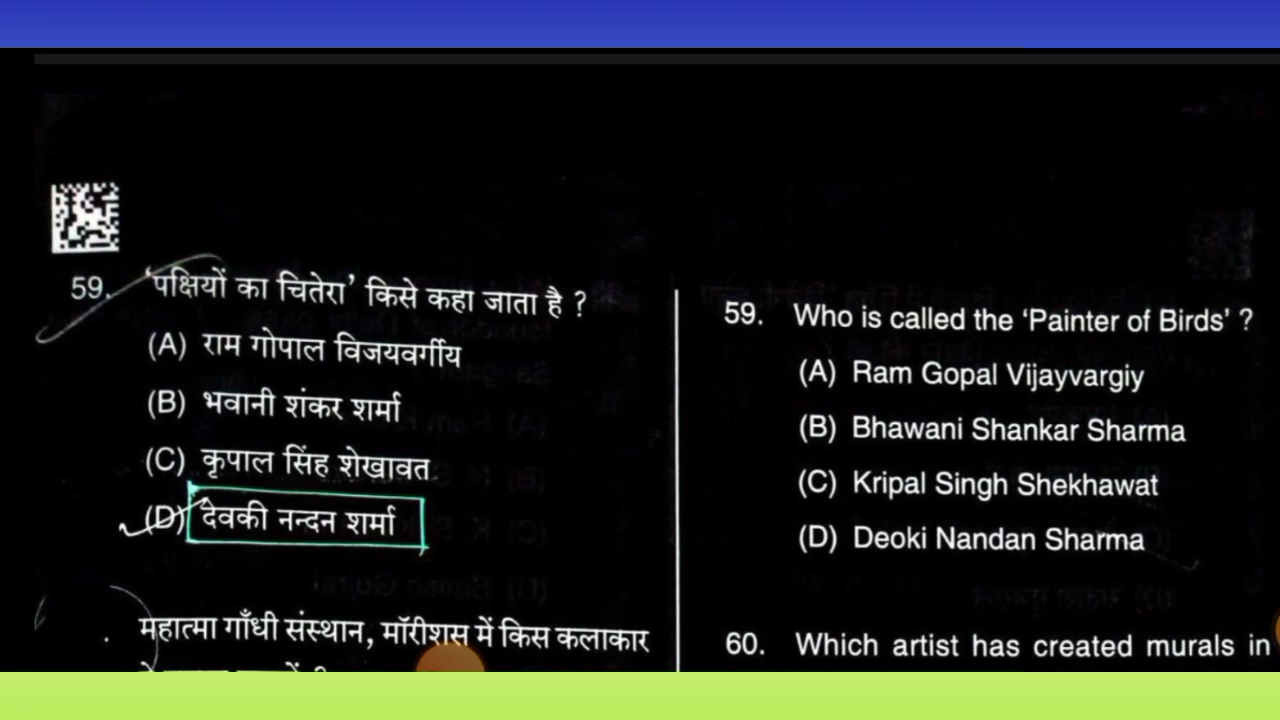 59. 'पक्षियों का चितेरा' किसे कहा जाता है ?
(A) राम गोपाल विजयवर्गीय
(B) भवानी शंकर शर्मा
(C) कृपाल सिंह शेखावत
(D) देवकी नन्दन शर्मा
महात्मा गाँधी संस्थान, मॉरीशस में किस कलाकार
59. Who is called the 'Painter of Birds' ?
(A) Ram Gopal Vijayvargiy
(B) Bhawani Shankar Sharma
(C) Kripal Singh Shekhawat
(D) Deoki Nandan Sharma
60. Which artist has created murals in